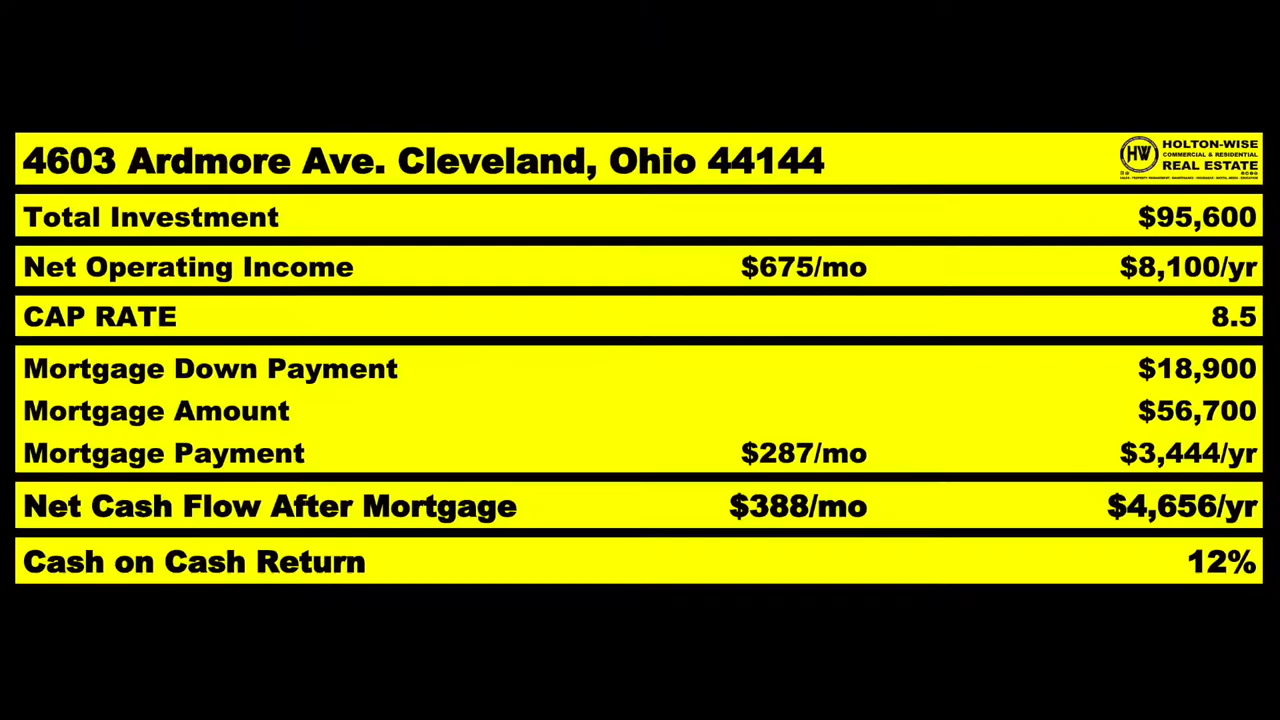 4603 Ardmore Ave. Cleveland, Ohio 44144
HW
HOLTON-WISE
COMMERCIAL & RESIDENTIAL
REAL ESTATE
Total Investment $95,600
Net Operating Income $675/mo $8,100/yr
CAP RATE 8.5
Mortgage Down Payment $18,900
Mortgage Amount $56,700
Mortgage Payment $287/mo $3,444/yr
Net Cash Flow After Mortgage $388/mo $4,656/yr
Cash on Cash Return 12%